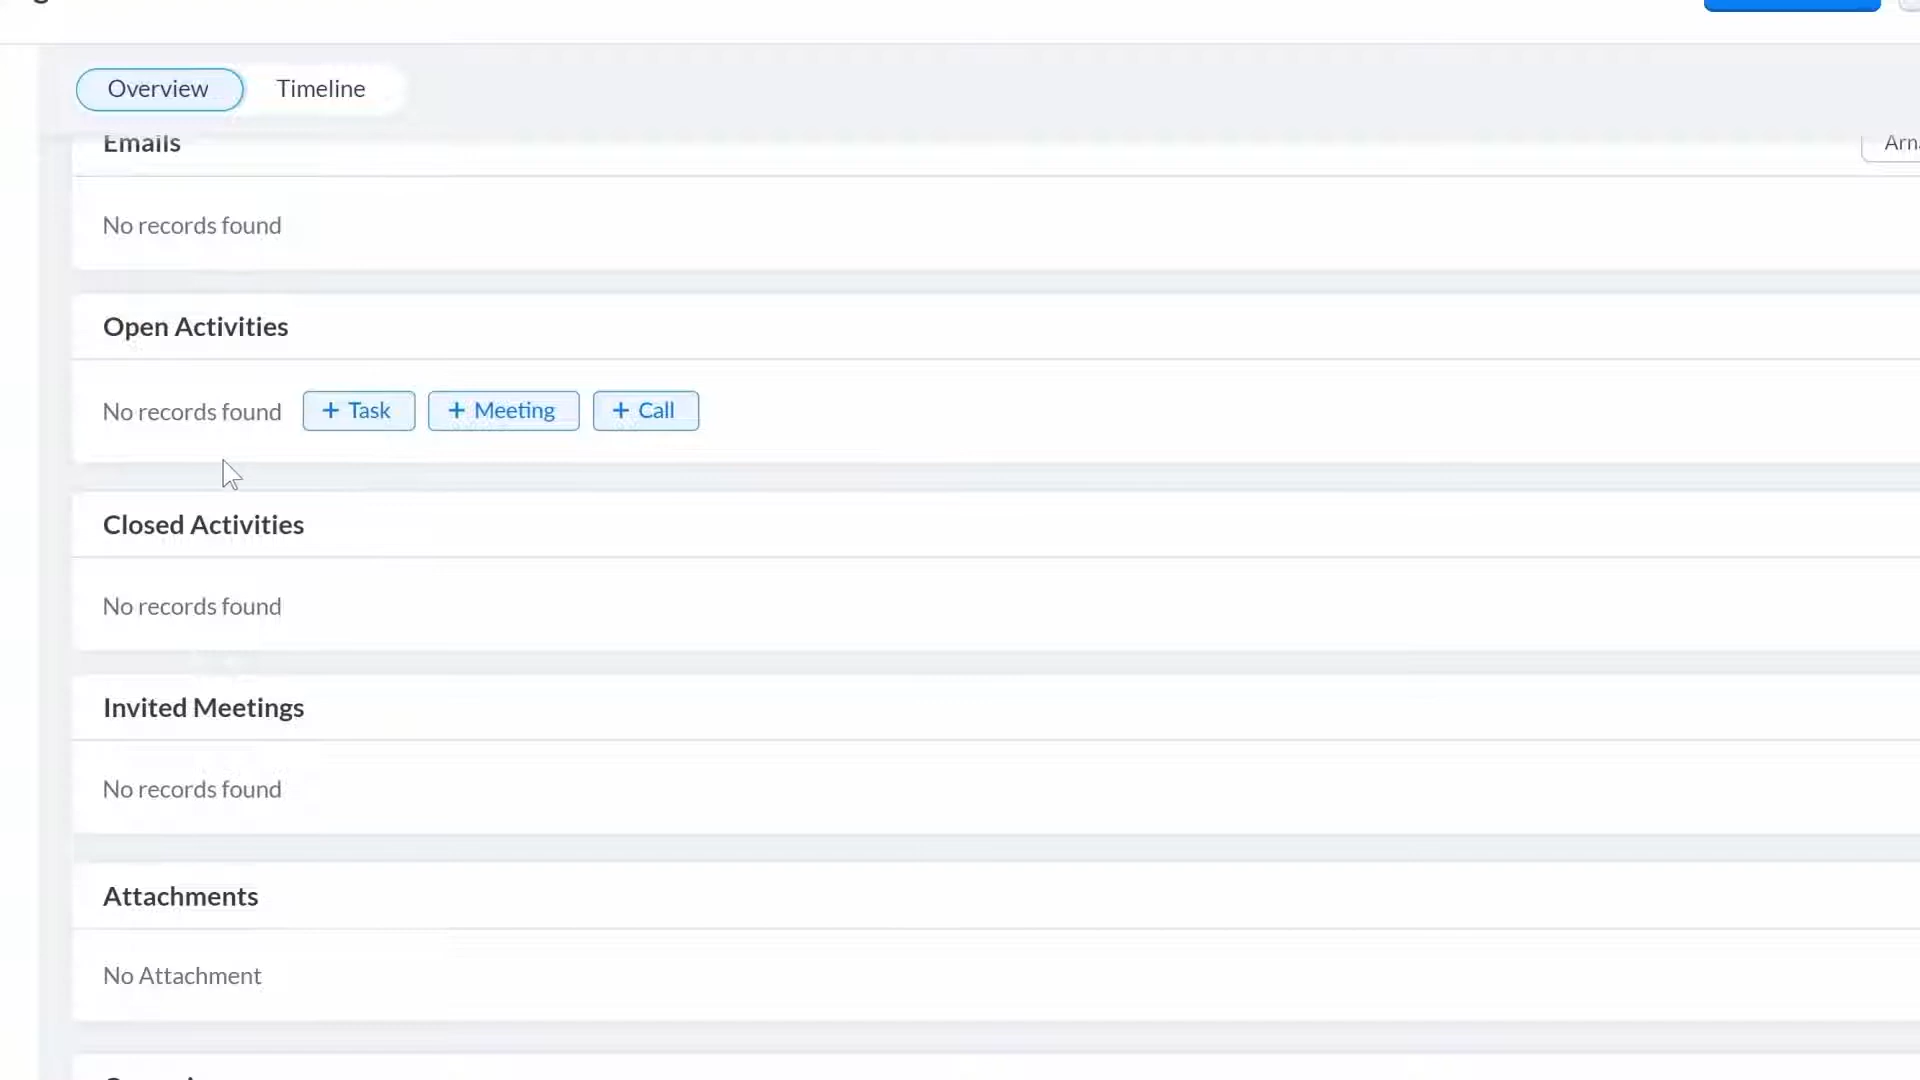 Overview Timeline
Emails
No records found
Open Activities
No records found + Task + Meeting + Call
Closed Activities
No records found
Invited Meetings
No records found
Attachments
No Attachment